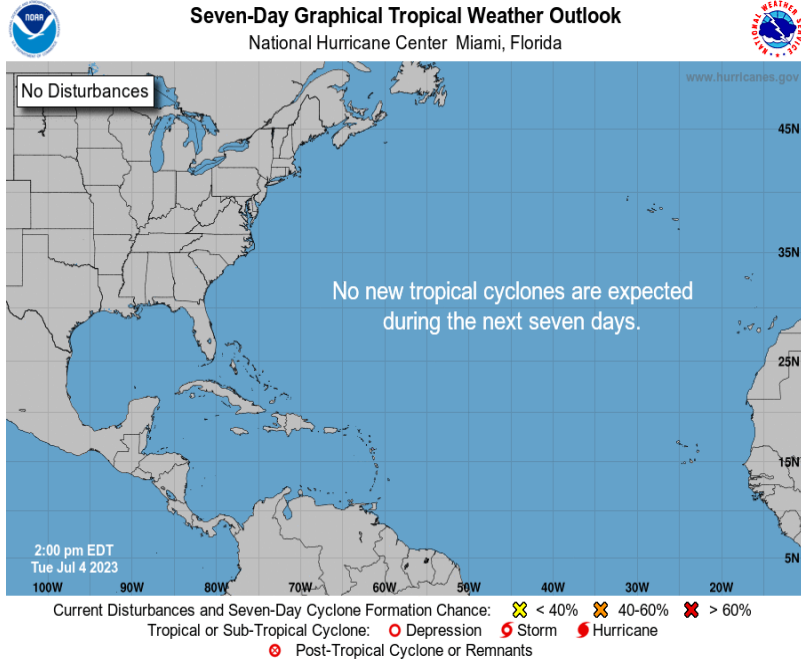 Seven-Day Graphical Tropical Weather Outlook
National Hurricane Center Miami, Florida
NOAA
NATIONAL WEATHER SERVICE
No Disturbances
www.hurricanes.gov
45N
35N
No new tropical cyclones are expected
during the next seven days.
25N
15N
2:00 pm EDT
Tue Jul 4 2023
5N
100W 90W 80W 70W 60W 50W 40W 30W 20W
Current Disturbances and Seven-Day Cyclone Formation Chance: < 40% 40-60% > 60%
Tropical or Sub-Tropical Cyclone: Depression Storm Hurricane
Post-Tropical Cyclone or Remnants